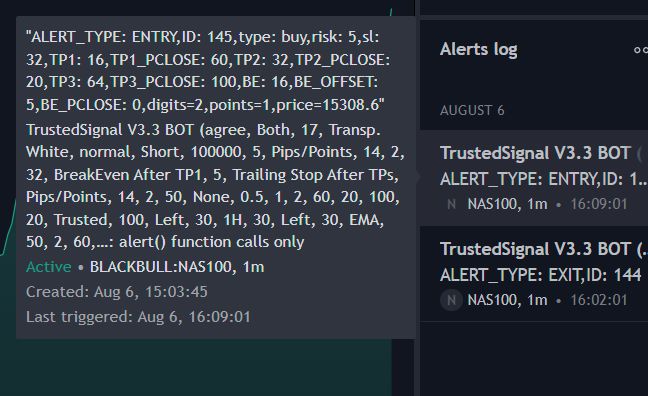 "ALERT_TYPE: ENTRY,ID: 145,type: buy,risk: 5,sl:
32,TP1: 16,TP1_PCLOSE: 60,TP2: 32,TP2_PCLOSE:
20,TP3: 64,TP3_PCLOSE: 100,BE: 16,BE_OFFSET:
5,BE_PCLOSE: 0,digits=2,points=1,price=15308.6"
TrustedSignal V3.3 BOT (agree, Both, 17, Transp.
White, normal, Short, 100000, 5, Pips/Points, 14, 2,
32, BreakEven After TP1, 5, Trailing Stop After TPs,
Pips/Points, 14, 2, 50, None, 0.5, 1, 2, 60, 20, 100,
20, Trusted, 100, Left, 30, 1H, 30, Left, 30, EMA,
50, 2, 60,...: alert() function calls only
Active • BLACKBULL:NAS100, 1m
Created: Aug 6, 15:03:45
Last triggered: Aug 6, 16:09:01
Alerts log
AUGUST 6
TrustedSignal V3.3 BOT (
ALERT_TYPE: ENTRY,ID: 1...
N NAS100, 1m • 16:09:01
TrustedSignal V3.3 BOT (...
ALERT_TYPE: EXIT,ID: 144
N NAS100, 1m • 16:02:01